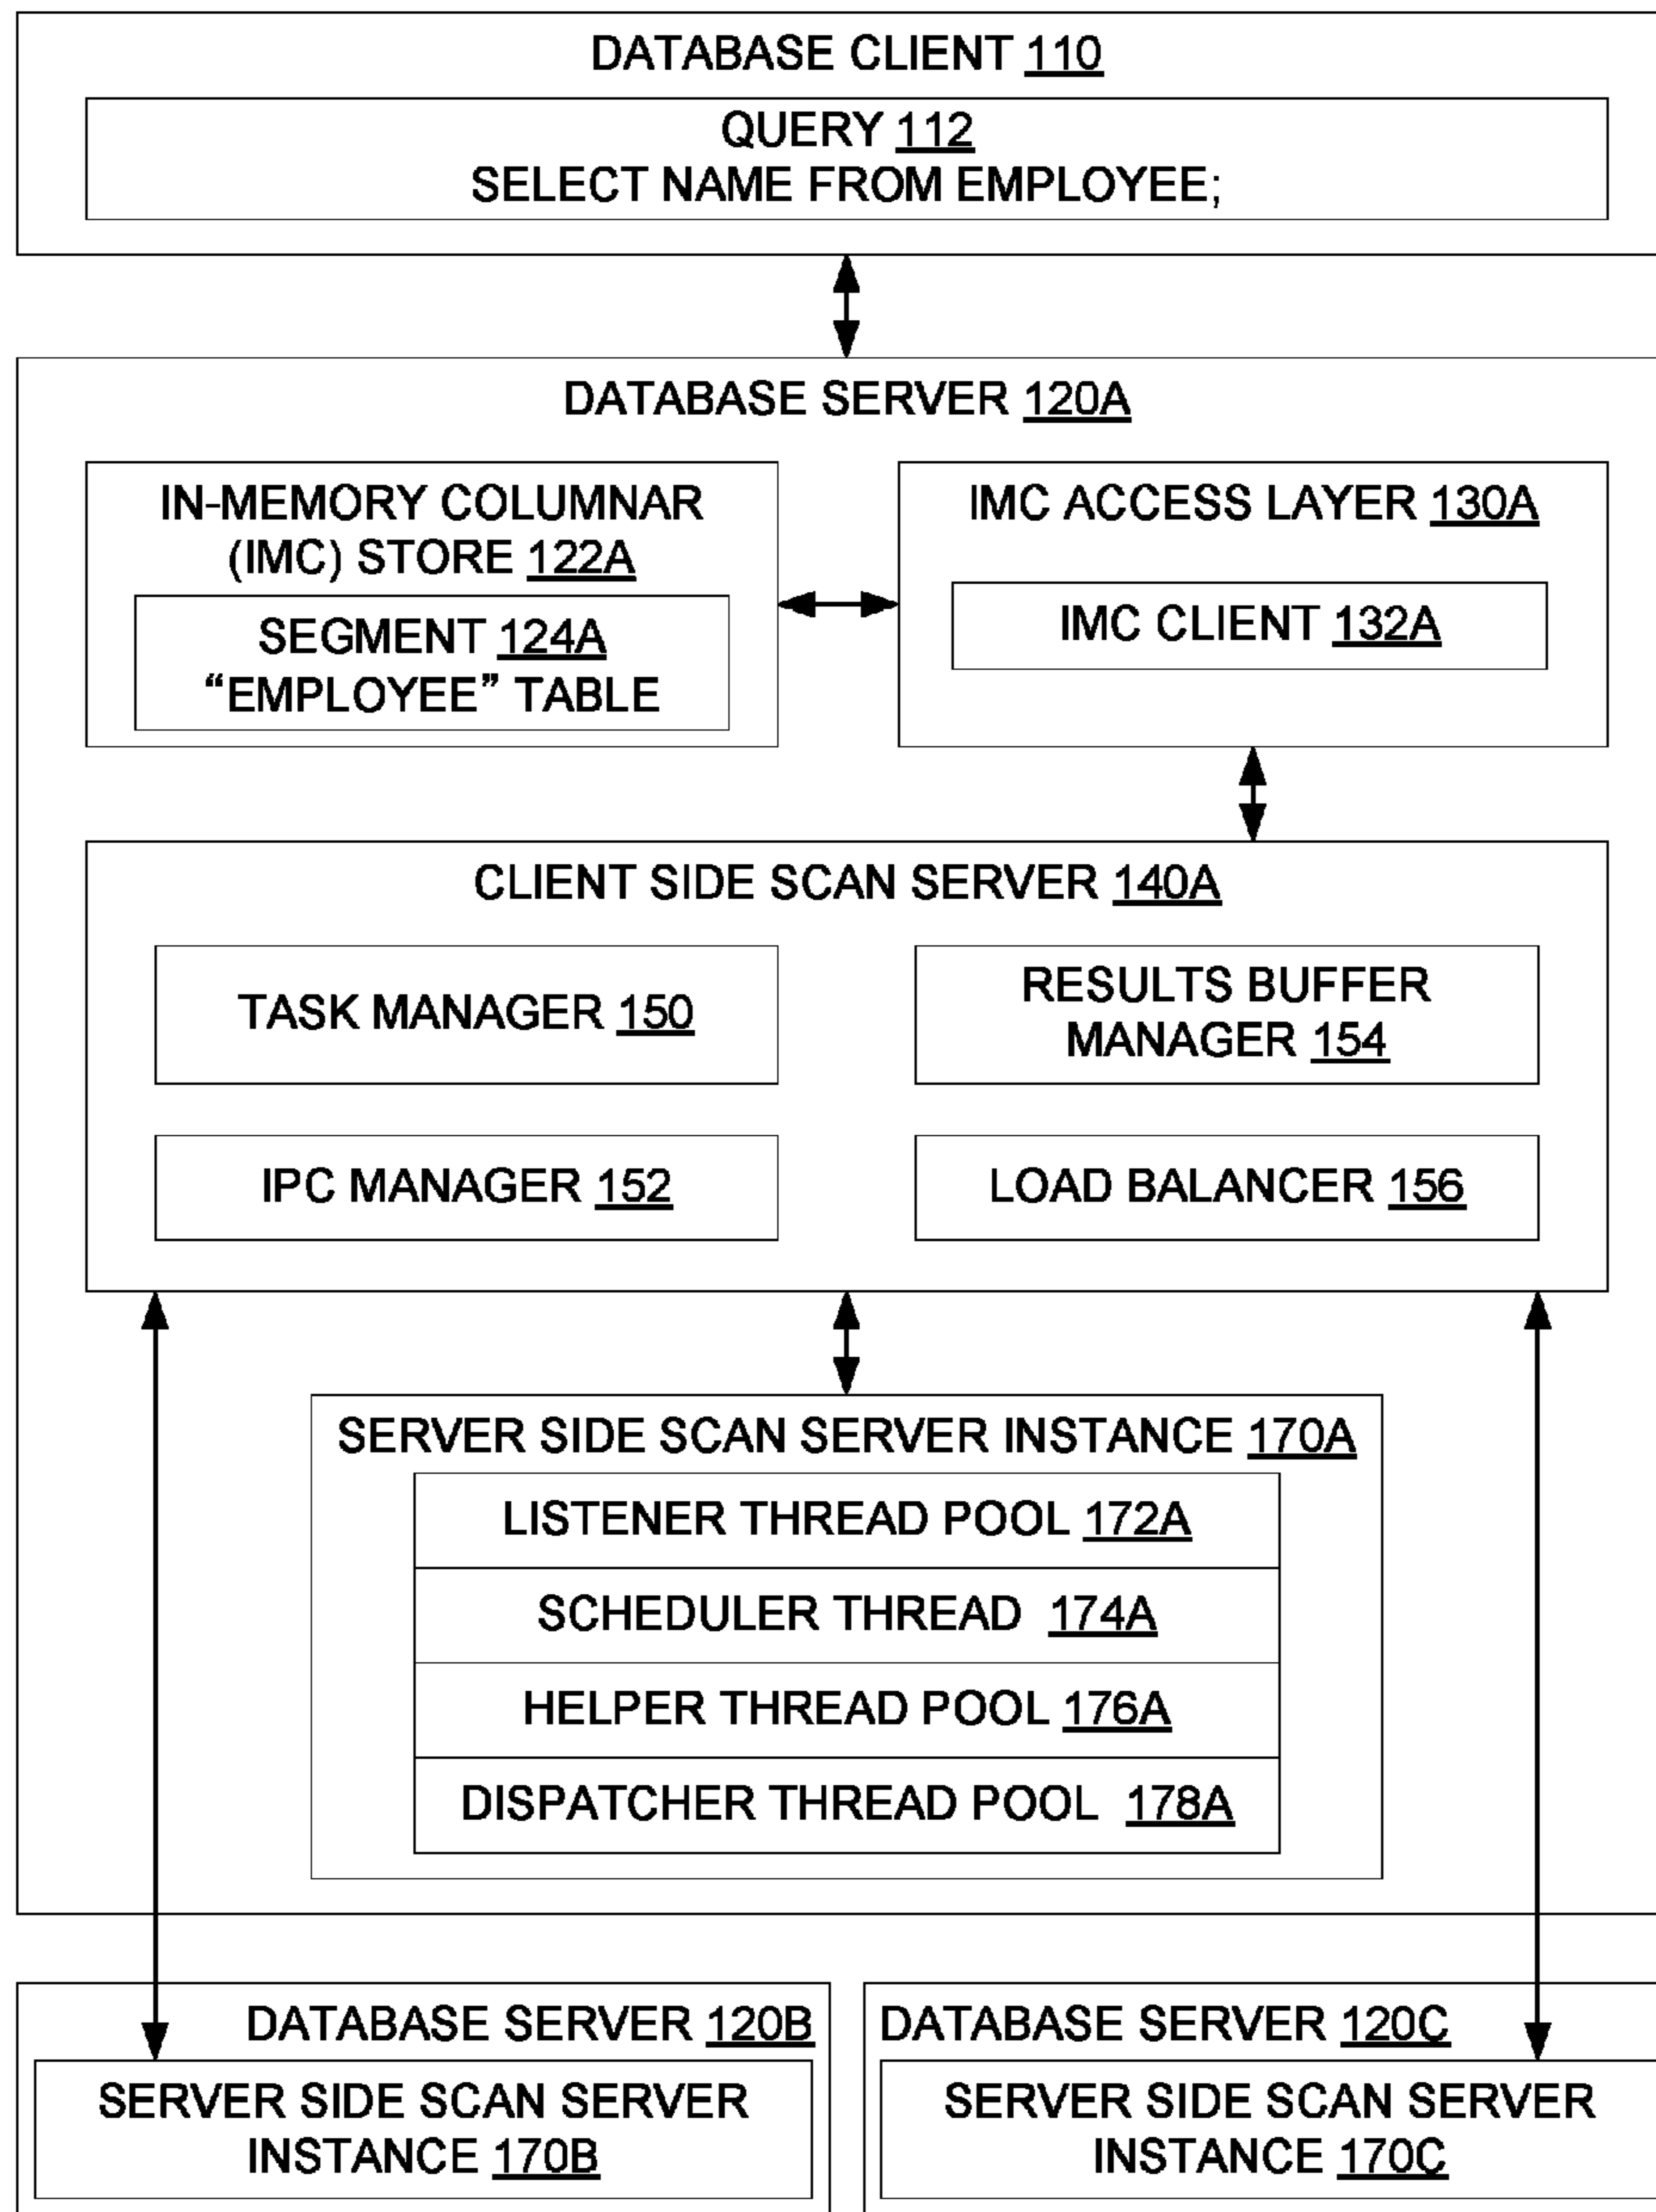 DATABASE CLIENT 110
QUERY 112
SELECT NAME FROM EMPLOYEE;
DATABASE SERVER 120A
IN-MEMORY COLUMNAR
(IMC) STORE 122A
SEGMENT 124A
“EMPLOYEE” TABLE
IMC ACCESS LAYER 130A
IMC CLIENT 132A
CLIENT SIDE SCAN SERVER 140A
TASK MANAGER 150
RESULTS BUFFER
MANAGER 154
IPC MANAGER 152
LOAD BALANCER 156
SERVER SIDE SCAN SERVER INSTANCE 170A
LISTENER THREAD POOL 172A
SCHEDULER THREAD 174A
HELPER THREAD POOL 176A
DISPATCHER THREAD POOL 178A
DATABASE SERVER 120B
SERVER SIDE SCAN SERVER
INSTANCE 170B
DATABASE SERVER 120C
SERVER SIDE SCAN SERVER
INSTANCE 170C